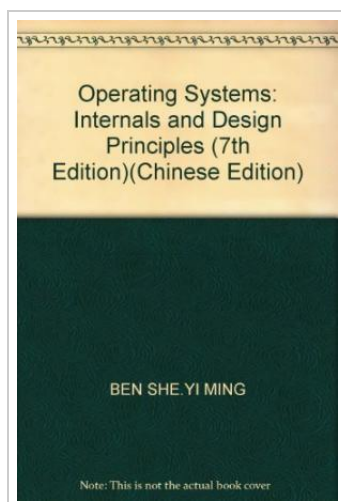 Operating Systems:
Internals and Design
Principles (7th
Edition)(Chinese Edition)
BEN SHE.YI MING
Note: This is not the actual book cover